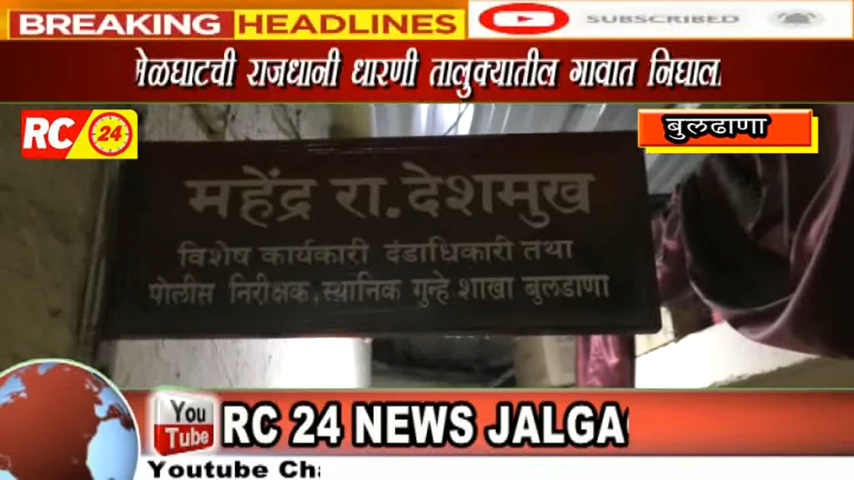 BREAKING HEADLINES
SUBSCRIBED
मेळघाटची राजधानी धारणी तालुक्यातील गावात निघाला
RC 24
बुलढाणा
महेंद्र रा. देशमुख
विशेष कार्यकारी दंडाधिकारी तथा
पोलीस निरीक्षक, स्थानिक गुन्हे शाखा बुलडाणा
You Tube
RC 24 NEWS JALGA
Youtube Cha